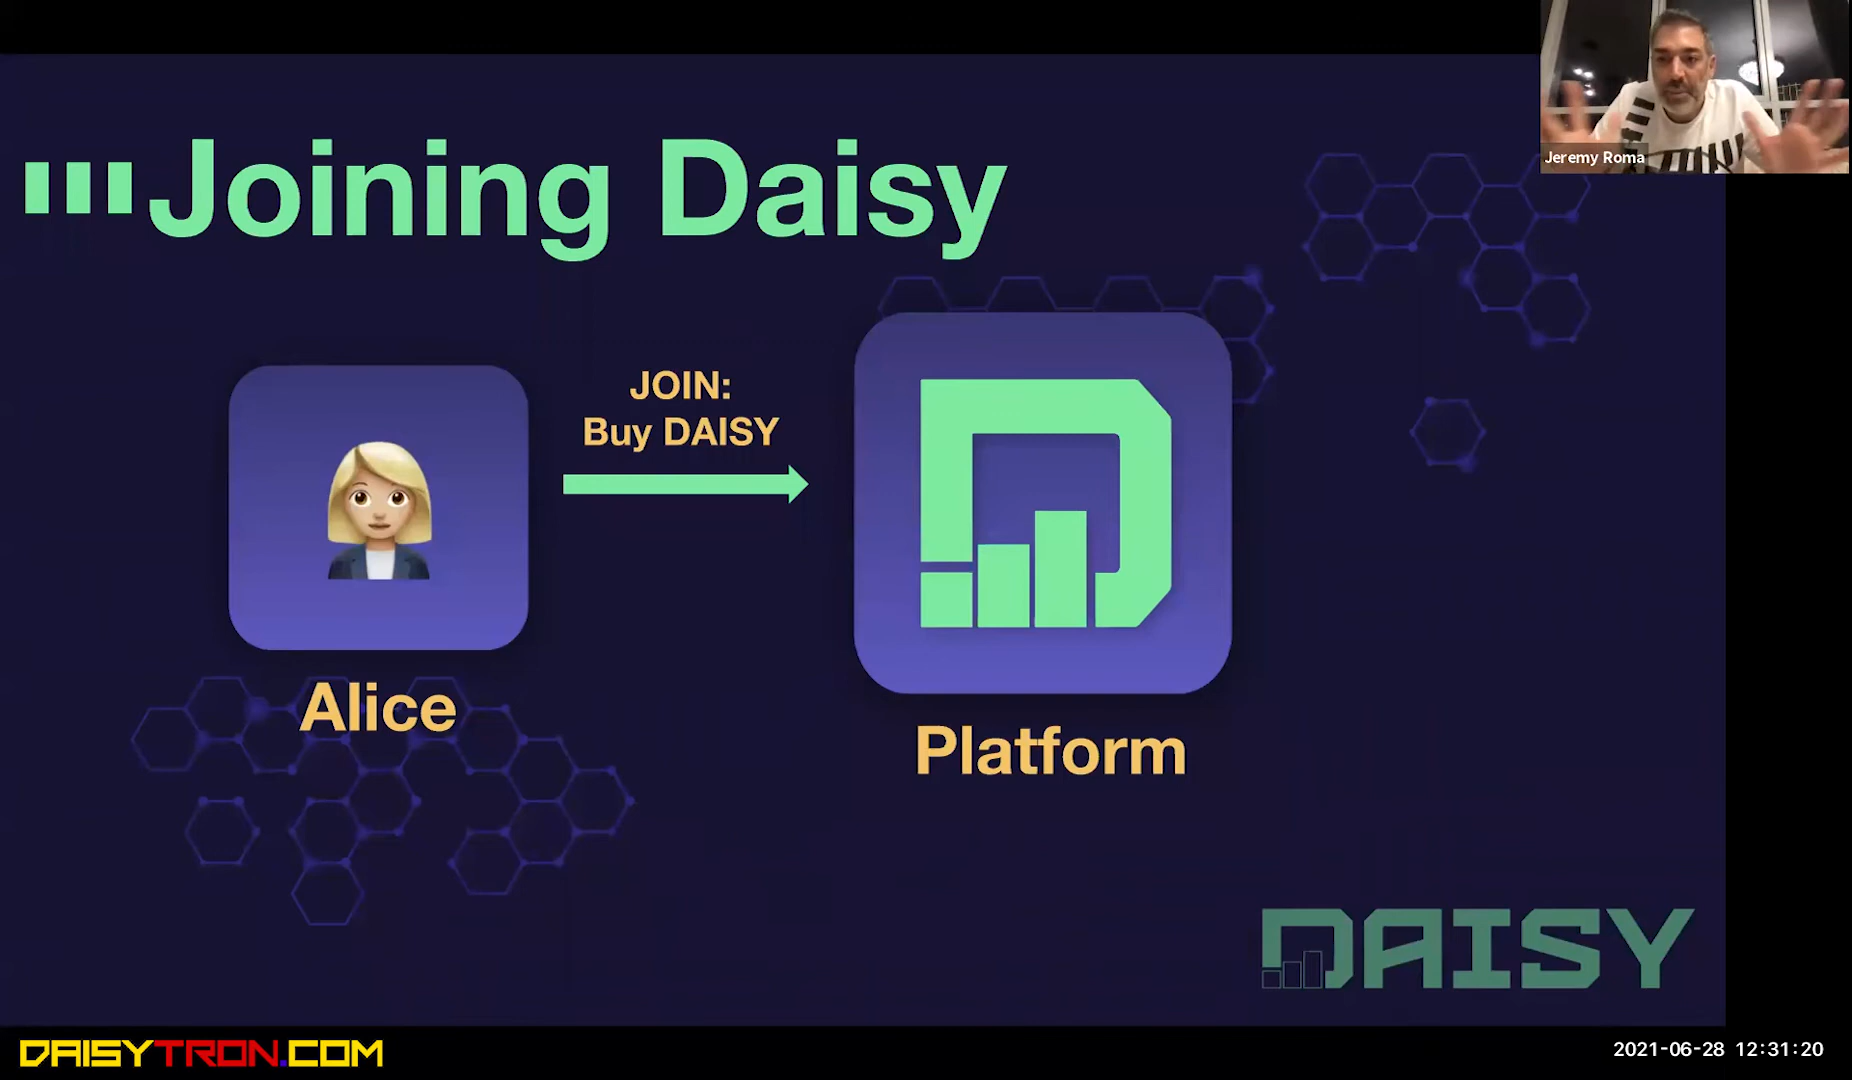 Jeremy Roma
Joining Daisy
JOIN:
Buy DAISY
Alice
Platform
DAISY
DAISYTRON.COM
2021-06-28 12:31:20